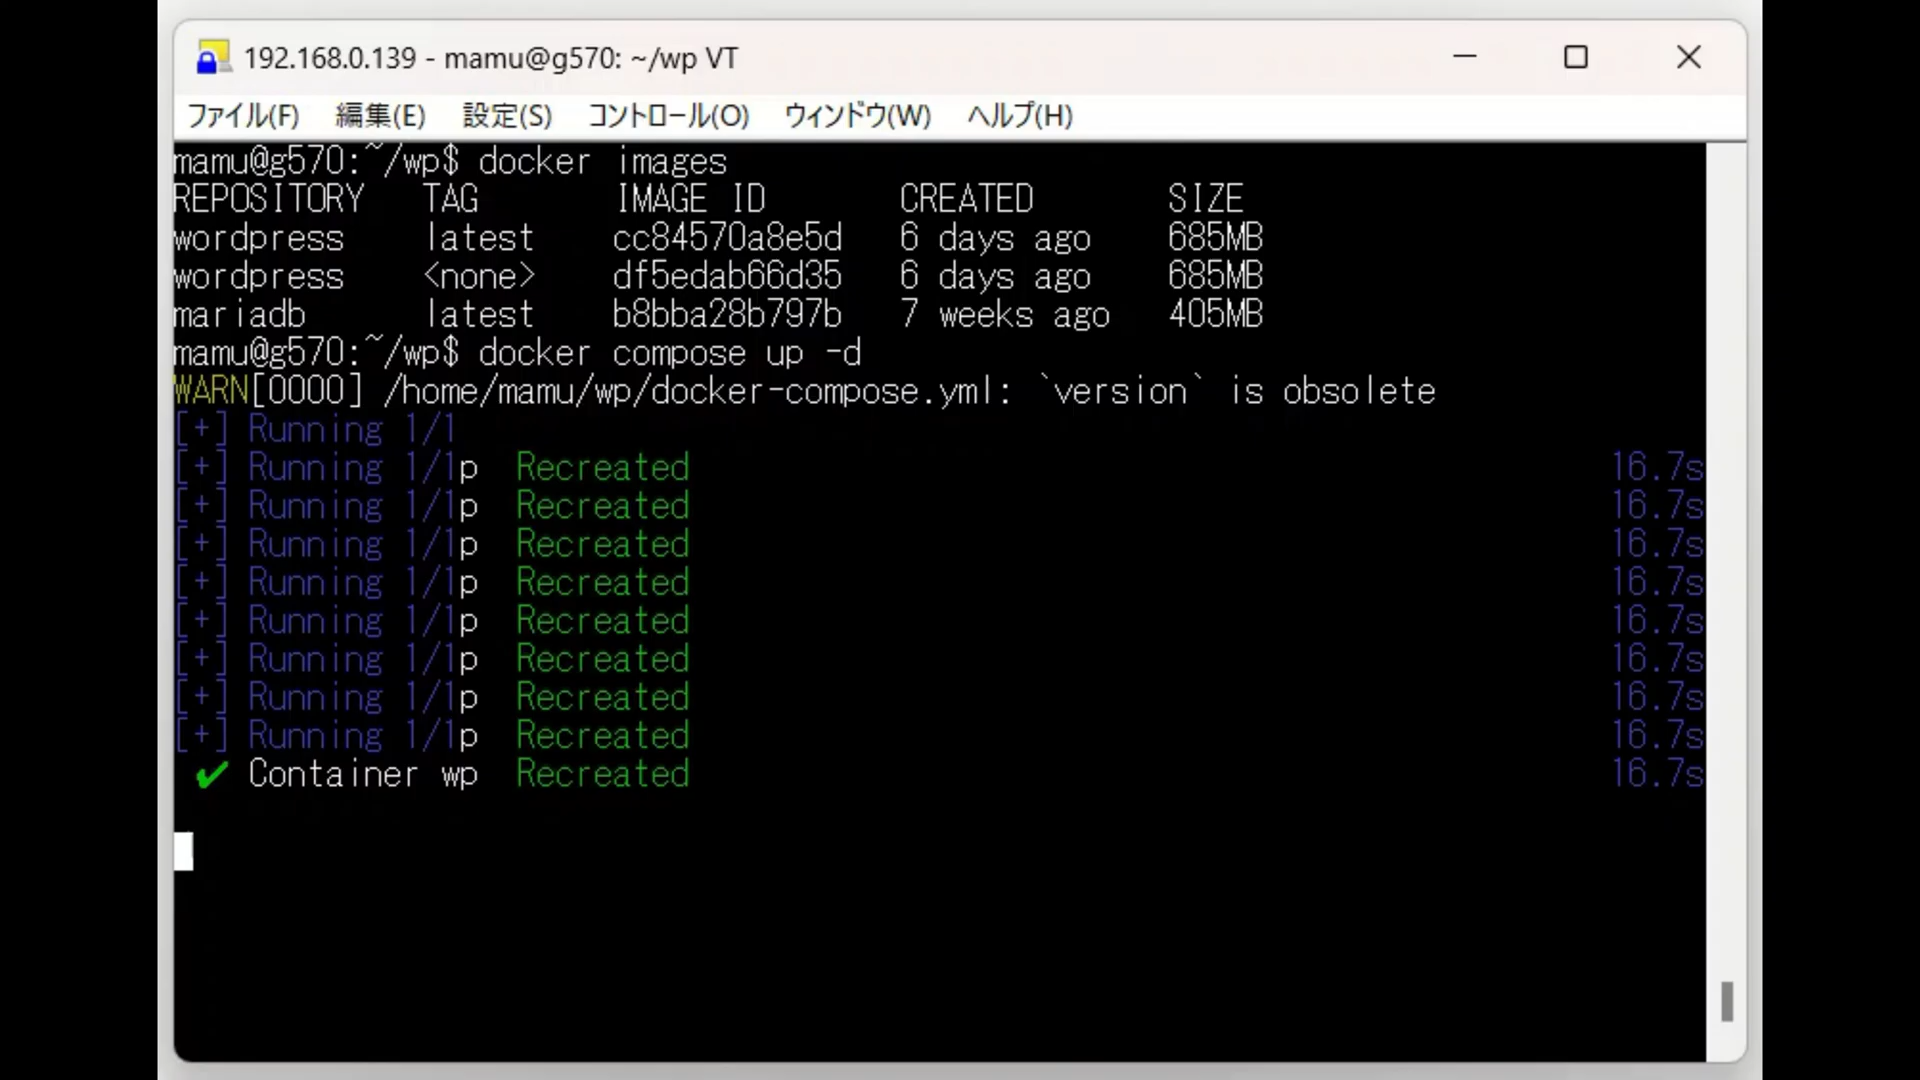 192.168.0.139 - mamu@g570: ~/wp VT
ファイル(F) 編集(E) 設定(S) コントロール(O) ウィンドウ(W) ヘルプ(H)
mamu@g570:~/wp$ docker images
REPOSITORY TAG IMAGE ID CREATED SIZE
wordpress latest cc84570a8e5d 6 days ago 685MB
wordpress <none> df5edab66d35 6 days ago 685MB
mariadb latest b8bba28b797b 7 weeks ago 405MB
mamu@g570:~/wp$ docker compose up -d
WARN[0000] /home/mamu/wp/docker-compose.yml: `version` is obsolete
[+] Running 1/1
[+] Running 1/1p Recreated 16.7s
[+] Running 1/1p Recreated 16.7s
[+] Running 1/1p Recreated 16.7s
[+] Running 1/1p Recreated 16.7s
[+] Running 1/1p Recreated 16.7s
[+] Running 1/1p Recreated 16.7s
[+] Running 1/1p Recreated 16.7s
[+] Running 1/1p Recreated 16.7s
✔ Container wp Recreated 16.7s